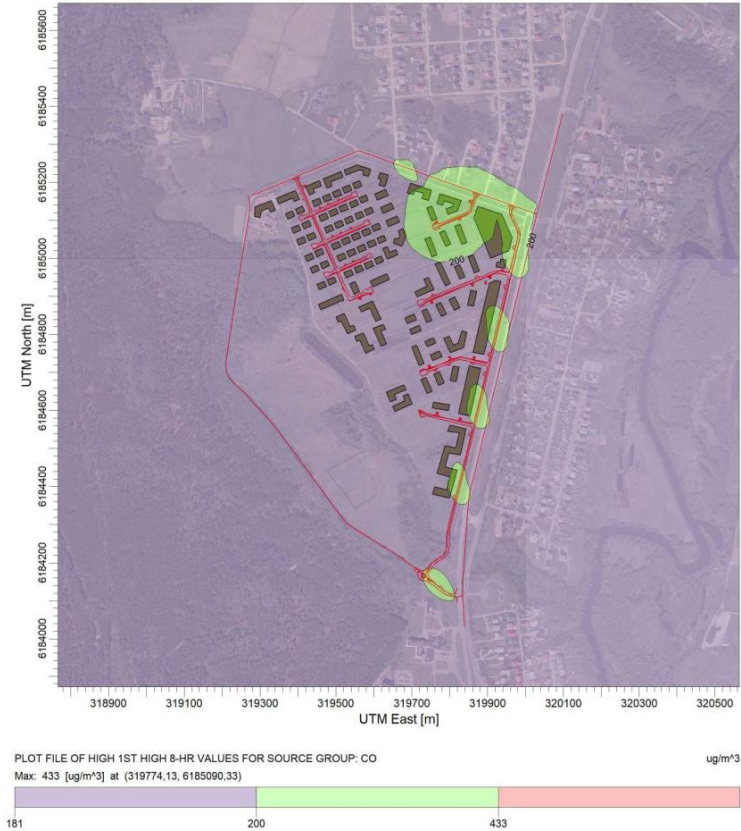 UTM North [m]
6185600
6185400
6185200
6185000
6184800
6184600
6184400
6184200
6184000
200
200
318900 319100 319300 319500 319700 319900 320100 320300 320500
UTM East [m]
PLOT FILE OF HIGH 1ST HIGH 8-HR VALUES FOR SOURCE GROUP: CO ug/m^3
Max: 433 [ug/m^3] at (319774,13, 6185090,33)
181 200 433